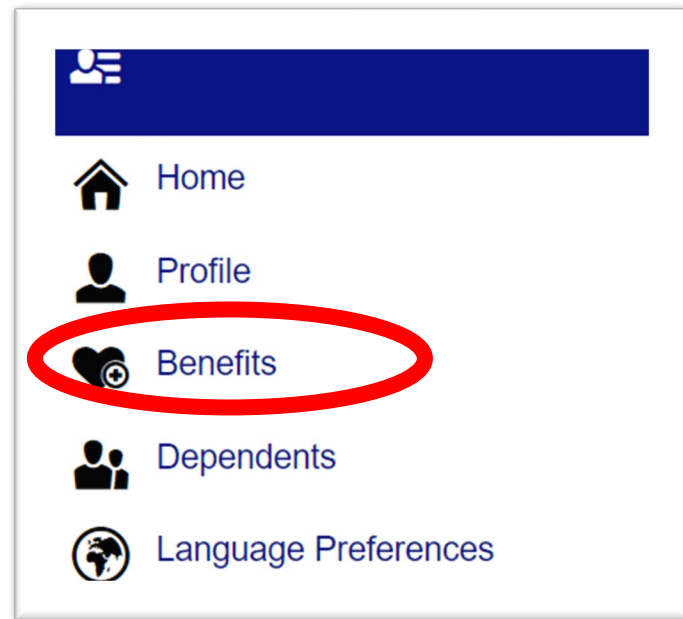 Home
Profile
Benefits
Dependents
Language Preferences